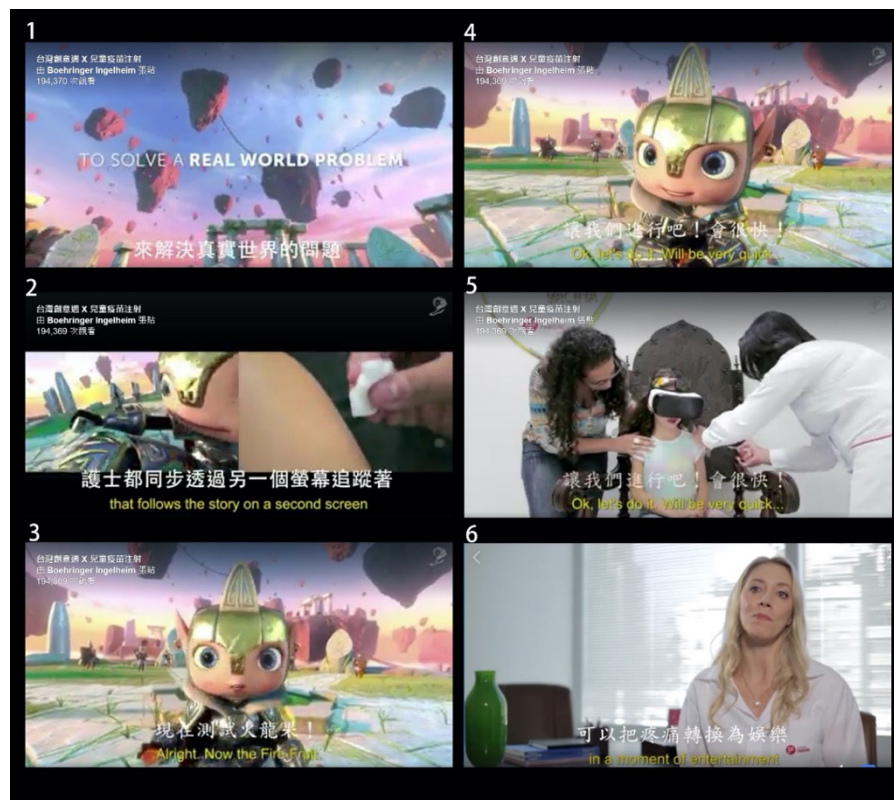 1
台灣創意週 X 兒童疫苗注射
由 Boehringer Ingelheim 張貼
194,370 次觀看
TO SOLVE A REAL WORLD PROBLEM
來解決真實世界的問題
2
台灣創意週 X 兒童疫苗注射
由 Boehringer Ingelheim 張貼
194,369 次觀看
護士都同步透過另一個螢幕追蹤著
that follows the story on a second screen
3
台灣創意週 X 兒童疫苗注射
由 Boehringer Ingelheim 張貼
194,369 次觀看
現在測試火龍果！
Alright. Now the Fire Fruit.
4
台灣創意週 X 兒童疫苗注射
由 Boehringer Ingelheim 張貼
194,369 次觀看
讓我們進行吧！會很快！
Ok, let's do it. Will be very quick...
5
台灣創意週 X 兒童疫苗注射
由 Boehringer Ingelheim 張貼
194,369 次觀看
讓我們進行吧！會很快！
Ok, let's do it. Will be very quick...
6
可以把疼痛轉換為娛樂
in a moment of entertainment